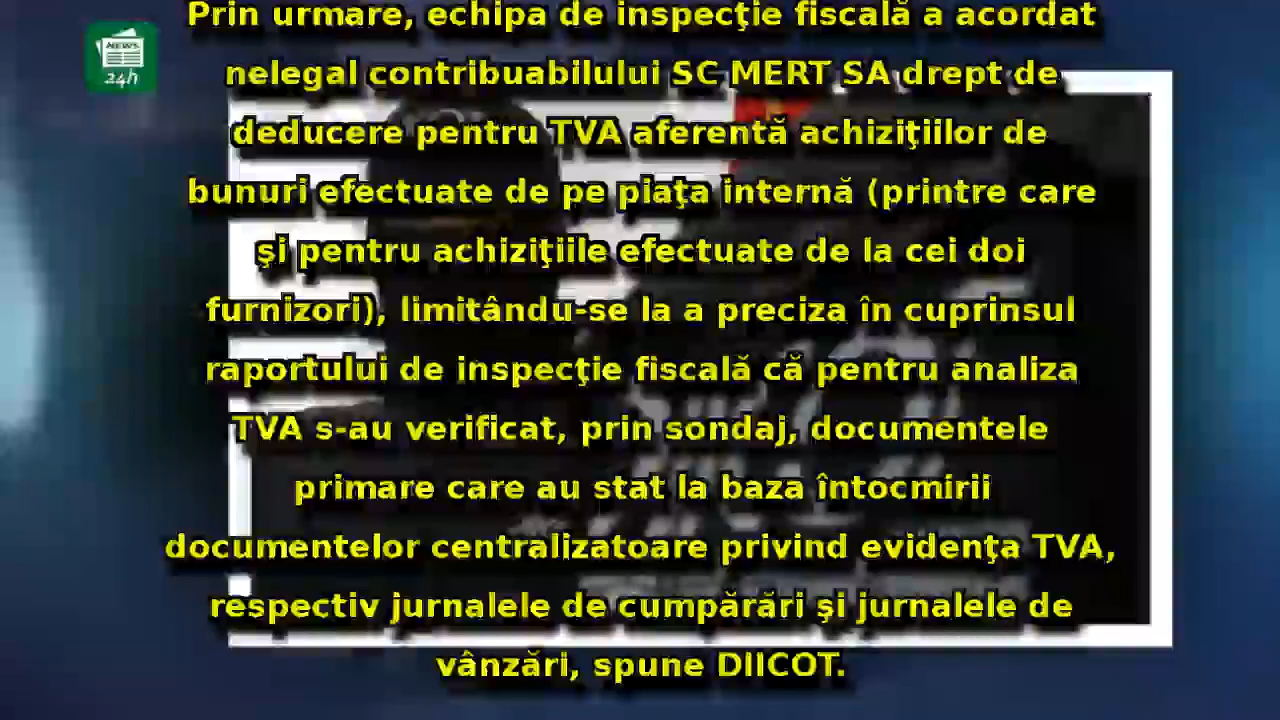 NEWS
24h
Prin urmare, echipa de inspecţie fiscală a acordat
nelegal contribuabilului SC MERT SA drept de
deducere pentru TVA aferentă achiziţiilor de
bunuri efectuate de pe piaţa internă (printre care
şi pentru achiziţiile efectuate de la cei doi
furnizori), limitându-se la a preciza în cuprinsul
raportului de inspecţie fiscală că pentru analiza
TVA s-au verificat, prin sondaj, documentele
primare care au stat la baza întocmirii
documentelor centralizatoare privind evidenţa TVA,
respectiv jurnalele de cumpărări şi jurnalele de
vânzări, spune DIICOT.